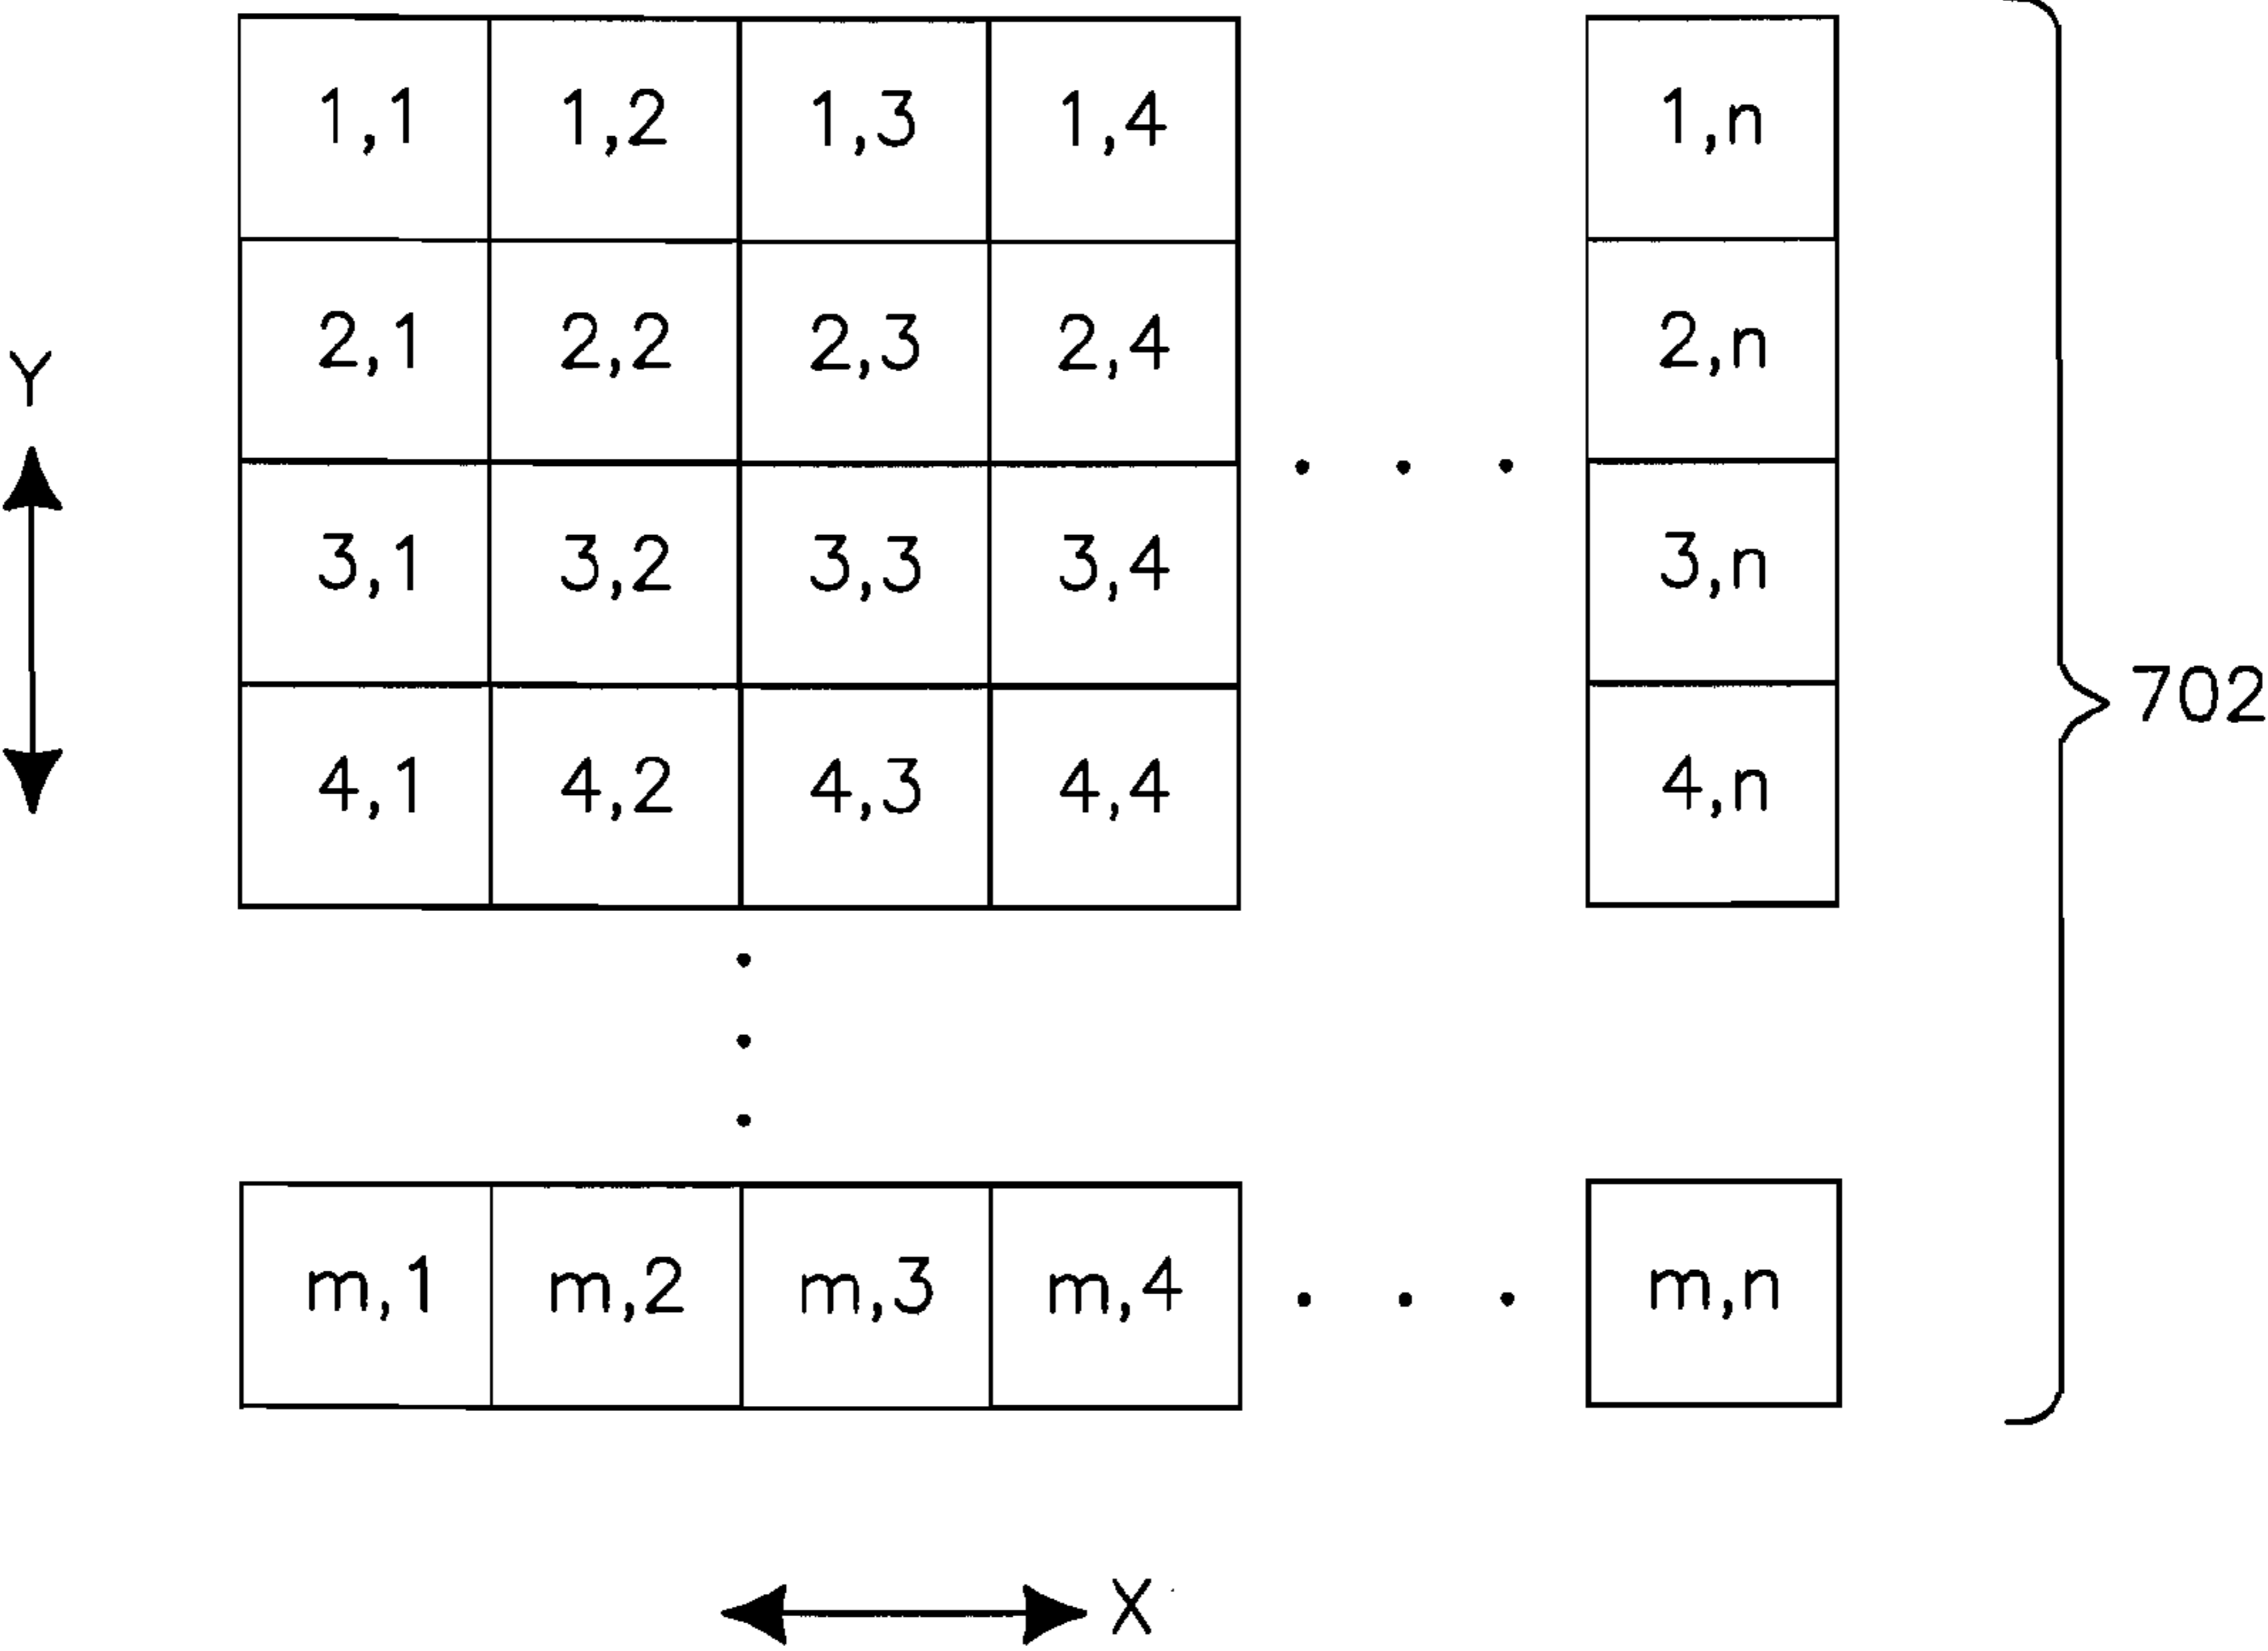 1,1 1,2 1,3 1,4 1,n
2,1 2,2 2,3 2,4 2,n
Y
. . .
3,1 3,2 3,3 3,4 3,n
702
4,1 4,2 4,3 4,4 4,n
.
.
.
m,1 m,2 m,3 m,4 . . . m,n
X